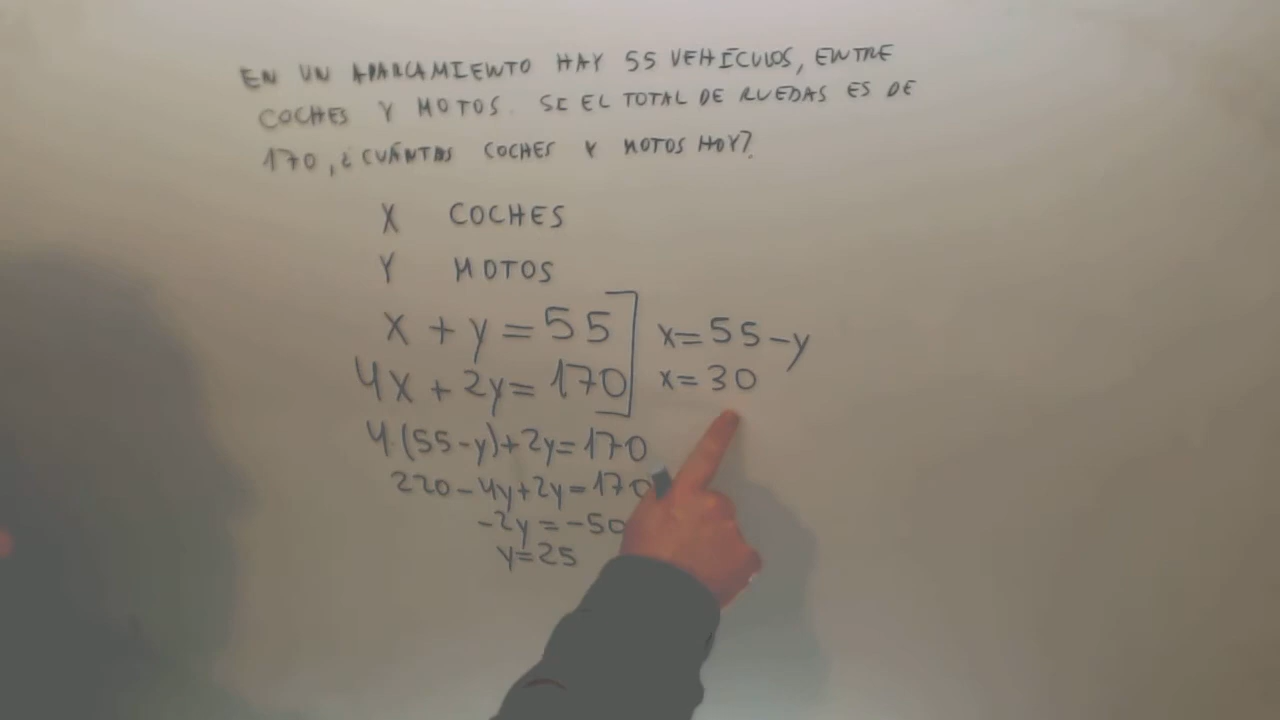 EN UN APARCAMIENTO HAY 55 VEHÍCULOS, ENTRE
COCHES Y MOTOS. SI EL TOTAL DE RUEDAS ES DE
170, ¿CUÁNTOS COCHES Y MOTOS HAY?
X COCHES
Y MOTOS
x + y = 55
4x + 2y = 170
x = 55 - y
x = 30
4·(55-y)+2y=170
220-4y+2y=170
-2y = -50
y=25